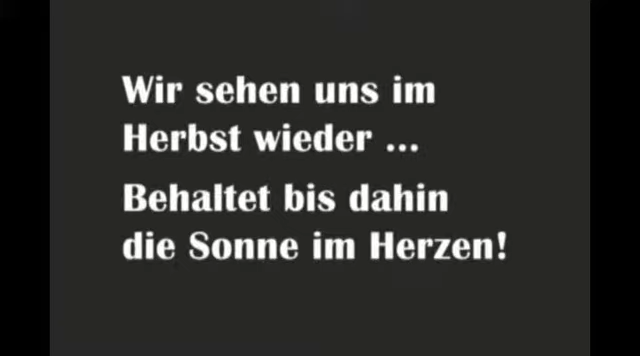 Wir sehen uns im
Herbst wieder ...
Behaltet bis dahin
die Sonne im Herzen!